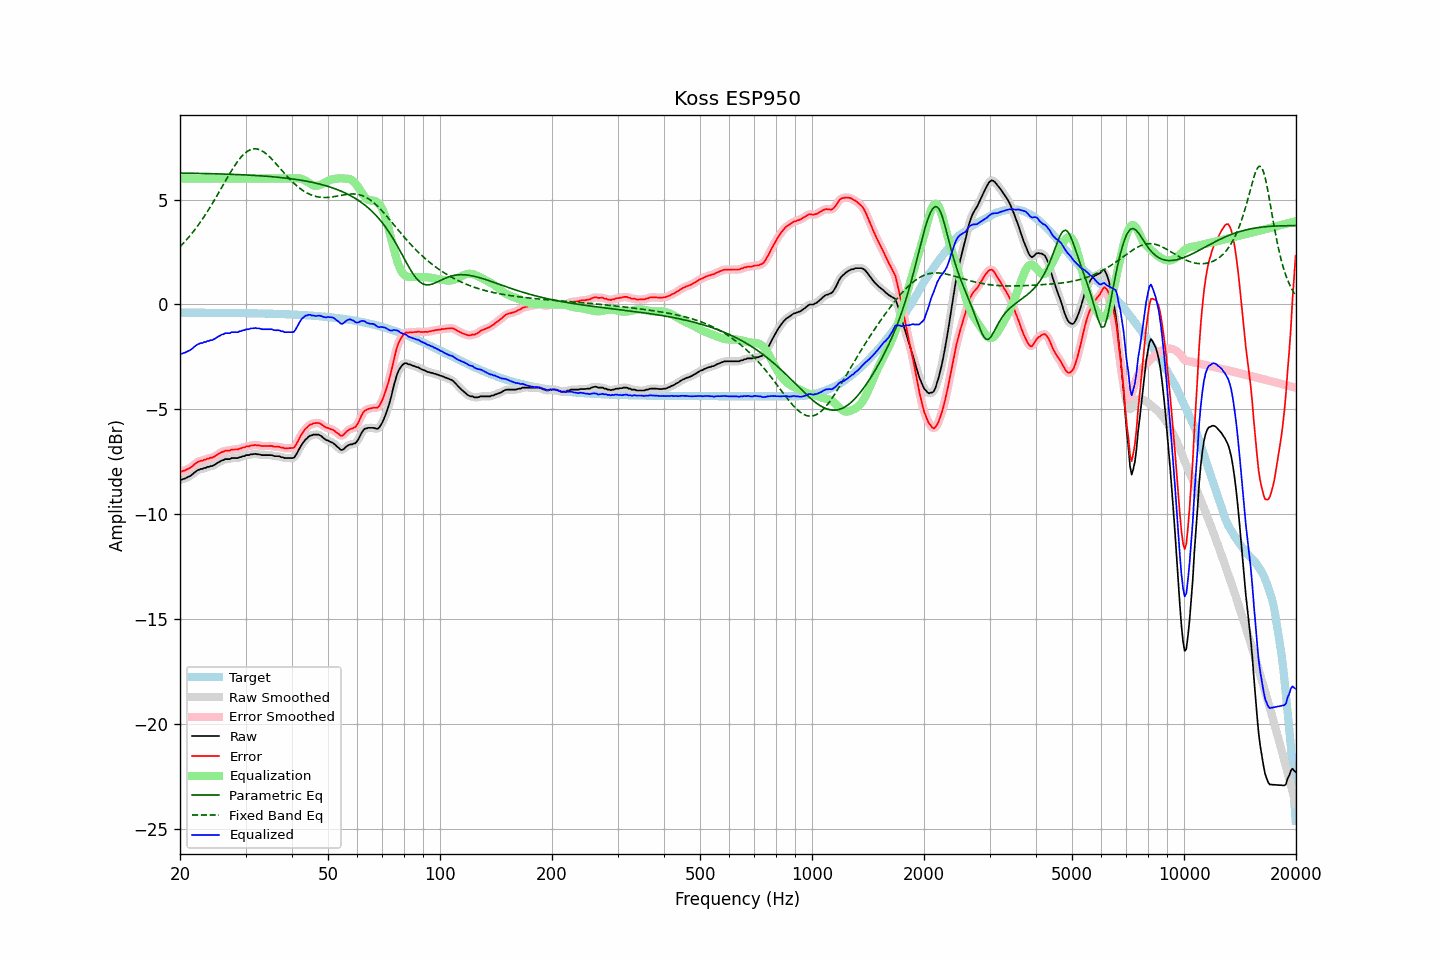 Koss ESP950
5
0
−5
−10
−15
−20
−25
Amplitude (dBr)
Target
Raw Smoothed
Error Smoothed
Raw
Error
Equalization
Parametric Eq
Fixed Band Eq
Equalized
20 50 100 200 500 1000 2000 5000 10000 20000
Frequency (Hz)